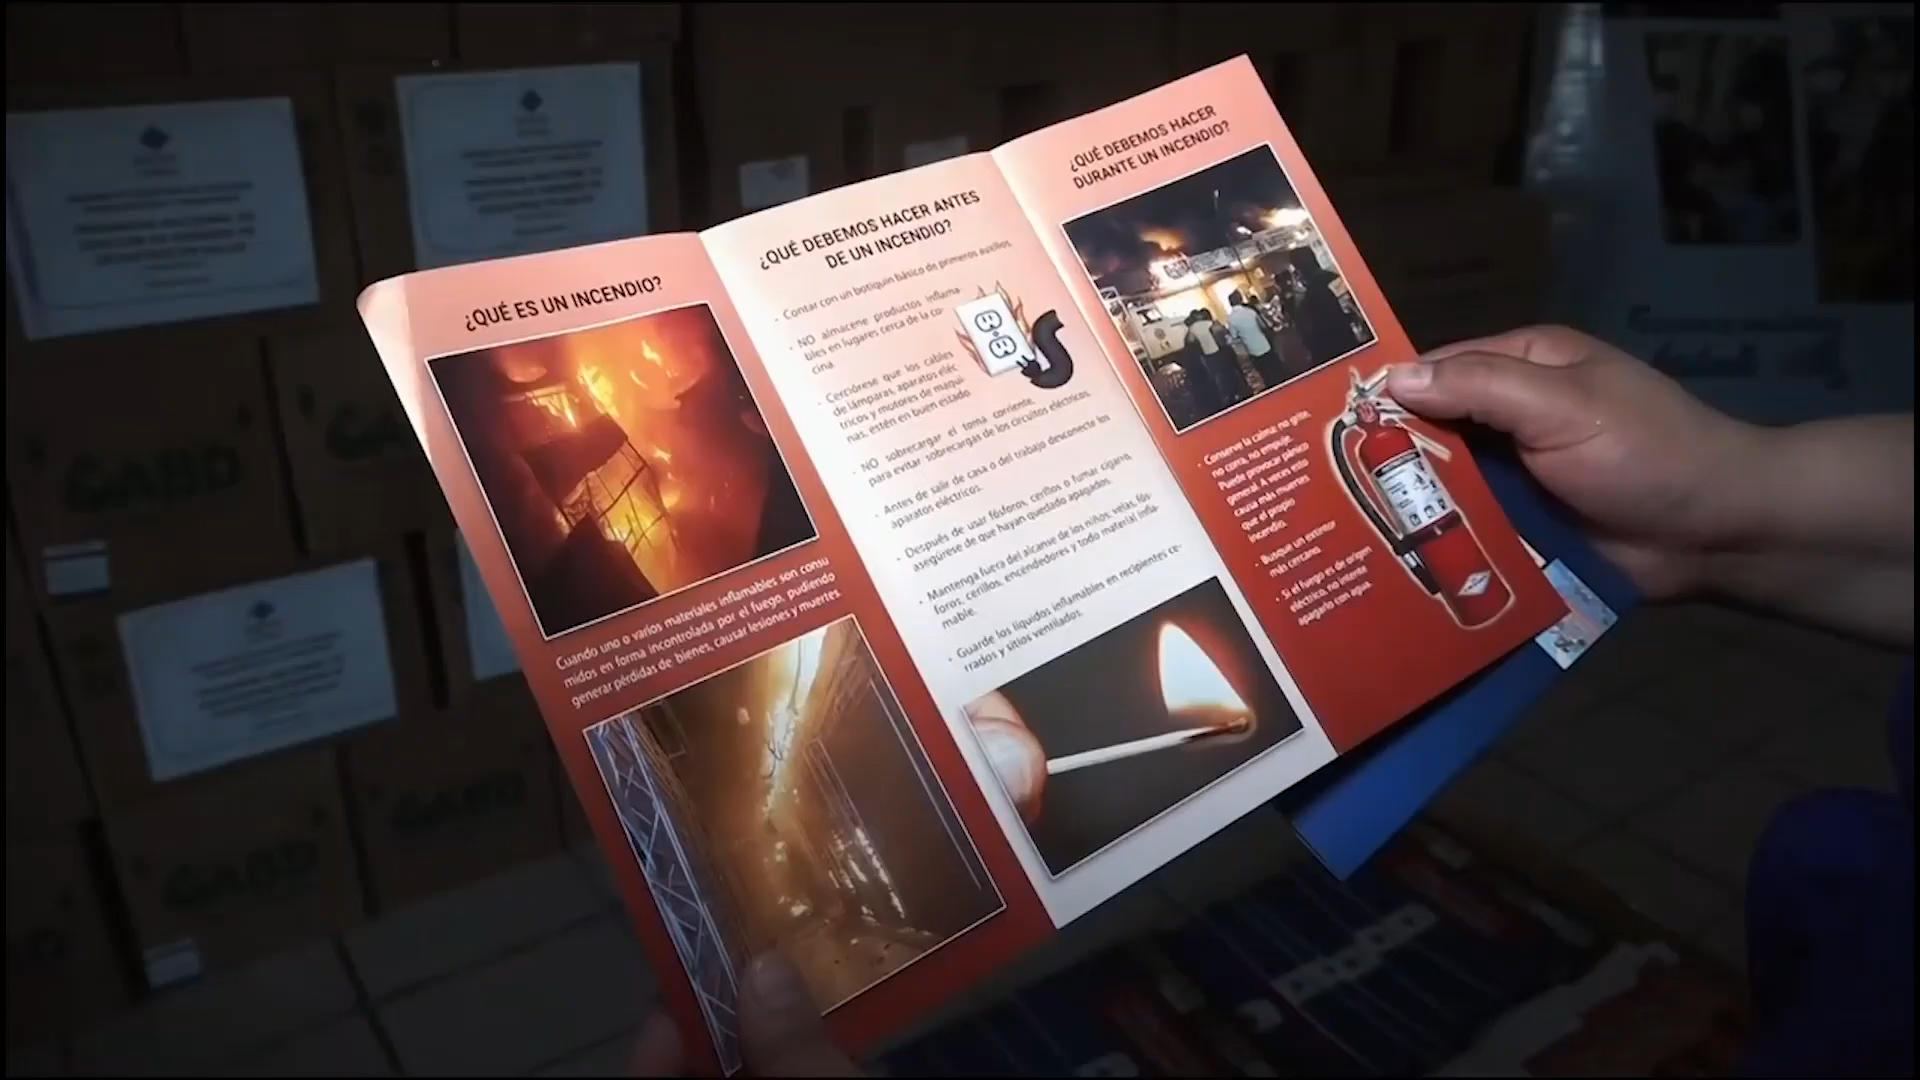 ¿QUÉ ES UN INCENDIO?
Cuando uno o varios materiales inflamables son consu
midos en forma incontrolada por el fuego, pudiendo
generar pérdidas de bienes, causar lesiones y muertes.
¿QUÉ DEBEMOS HACER ANTES
DE UN INCENDIO?
· Contar con un botiquín básico de primeros auxilios.
· NO almacene productos inflama-
bles en lugares cerca de la co-
cina.
· Cerciórese que los cables
de lámparas, aparatos eléc-
tricos y motores de maqui-
nas, estén en buen estado.
· NO sobrecargar el toma corriente,
para evitar sobrecargas de los circuitos eléctricos.
· Antes de salir de casa o del trabajo desconecte los
aparatos eléctricos.
· Después de usar fósforos, cerillos o fumar cigarro,
asegúrese de que hayan quedado apagados.
· Mantenga fuera del alcanse de los niños: velas, fós-
foros, cerillos, encendedores y todo material infla-
mable.
· Guarde los líquidos inflamables en recipientes ce-
rrados y sitios ventilados.
¿QUÉ DEBEMOS HACER
DURANTE UN INCENDIO?
· Conserve la calma: no grite,
no corra, no empuje.
Puede provocar pánico
general. A veces esto
causa más muertes
que el propio
incendio.
· Busque un extintor
más cercano.
· Si el fuego es de origen
eléctrico, no intente
apagarlo con agua.